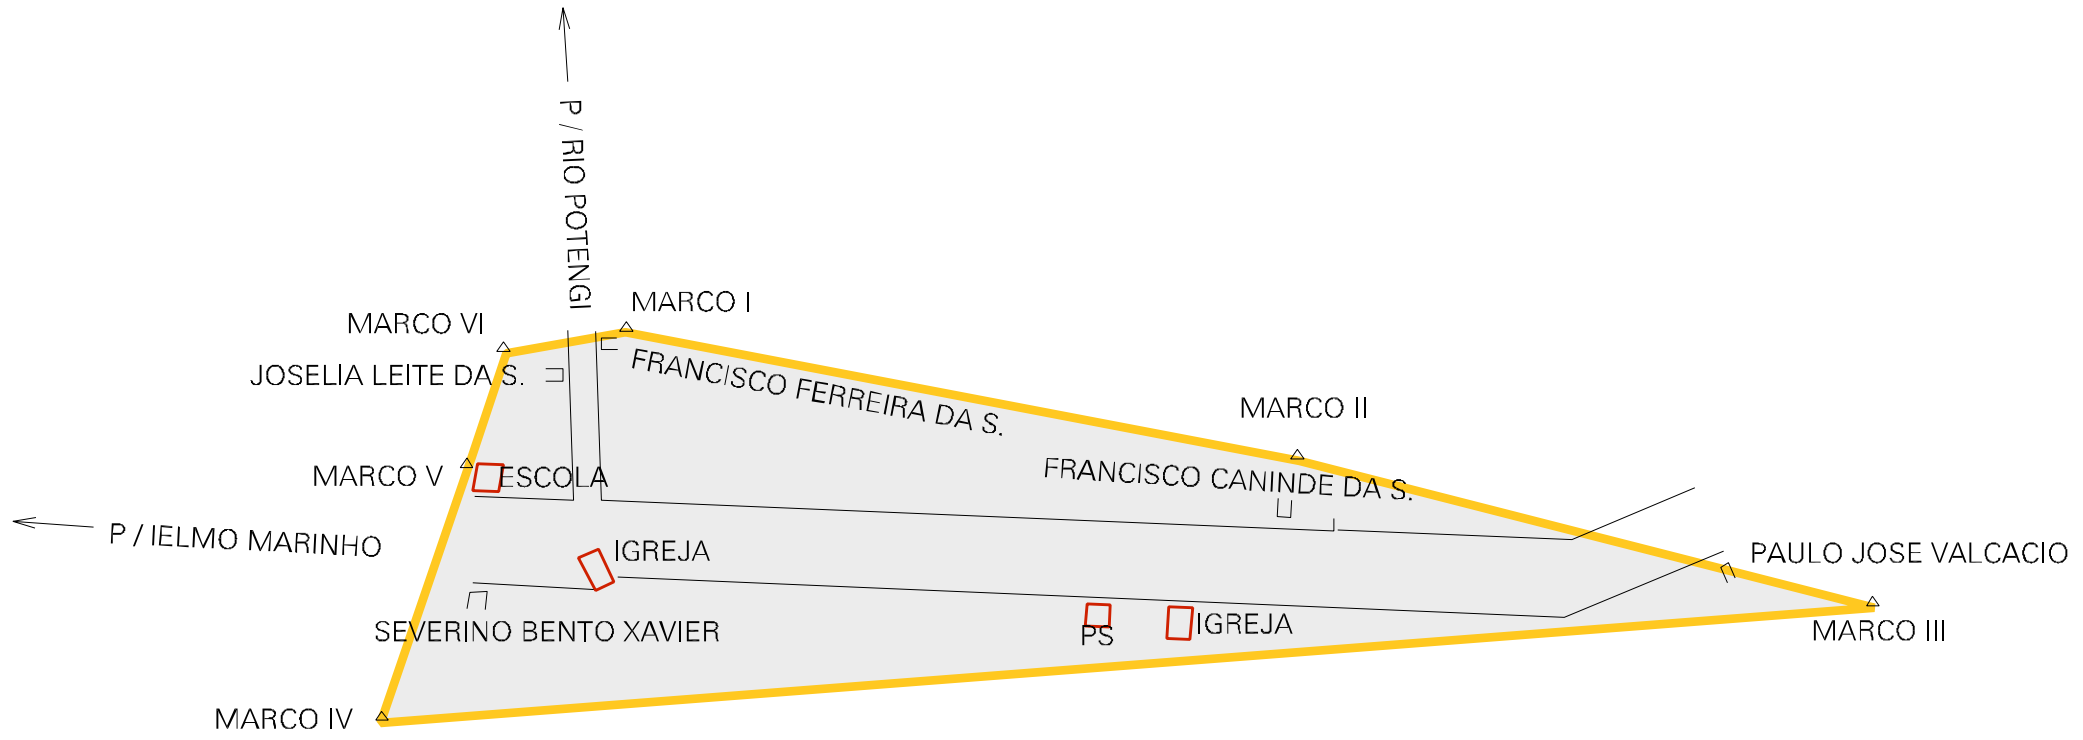 P / RIO POTENGI
MARCO I
MARCO VI
JOSELIA LEITE DA S.
FRANCISCO FERREIRA DA S.
MARCO II
MARCO V
ESCOLA
FRANCISCO CANINDE DA S.
P / IELMO MARINHO
IGREJA
PAULO JOSE VALCACIO
SEVERINO BENTO XAVIER
PS
IGREJA
MARCO III
MARCO IV